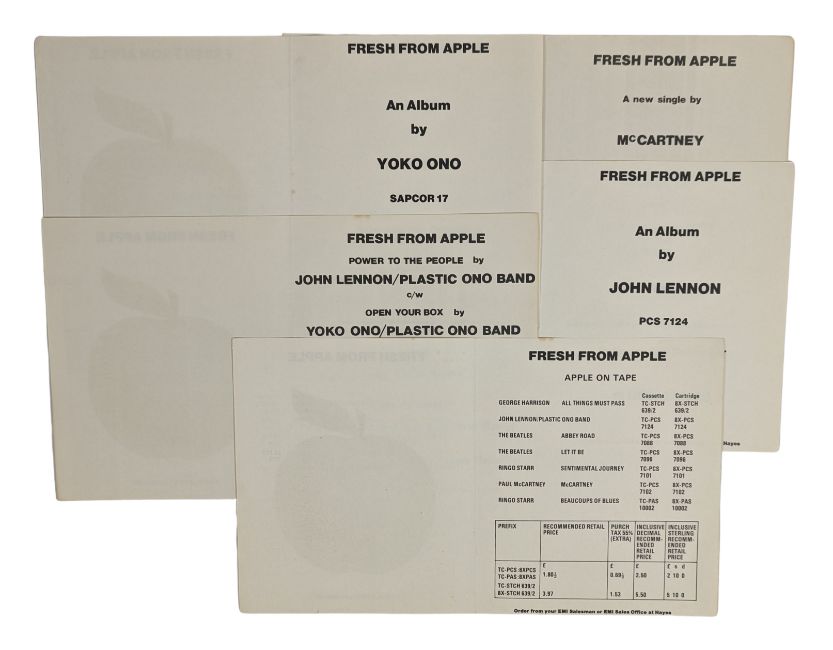 FRESH FROM APPLE
An Album
by
YOKO ONO
SAPCOR 17
FRESH FROM APPLE
A new single by
McCARTNEY
FRESH FROM APPLE
POWER TO THE PEOPLE by
JOHN LENNON/PLASTIC ONO BAND
c/w
OPEN YOUR BOX by
YOKO ONO/PLASTIC ONO BAND
FRESH FROM APPLE
An Album
by
JOHN LENNON
PCS 7124
Hayes
FRESH FROM APPLE
APPLE ON TAPE
Cassette Cartridge
GEORGE HARRISON ALL THINGS MUST PASS TC-STCH 8X-STCH
639/2 639/2
JOHN LENNON/PLASTIC ONO BAND TC-PCS 8X-PCS
7124 7124
THE BEATLES ABBEY ROAD TC-PCS 8X-PCS
7088 7088
THE BEATLES LET IT BE TC-PCS 8X-PCS
7096 7096
RINGO STARR SENTIMENTAL JOURNEY TC-PCS 8X-PCS
7101 7101
PAUL McCARTNEY McCARTNEY TC-PCS 8X-PCS
7102 7102
RINGO STARR BEAUCOUPS OF BLUES TC-PAS 8X-PAS
10002 10002
PREFIX RECOMMENDED RETAIL PURCH INCLUSIVE INCLUSIVE
PRICE TAX 55% DECIMAL STERLING
(EXTRA) RECOMM- RECOMM-
ENDED ENDED
RETAIL RETAIL
PRICE PRICE
£ £ £ £ s d
TC-PCS :8XPCS
TC-PAS:8XPAS 1.80½ 0.69½ 2.50 2 10 0
TC-STCH 639/2
8X-STCH 639/2 3.97 1.53 5.50 5 10 0
Order from your EMI Salesman or EMI Sales Office at Hayes